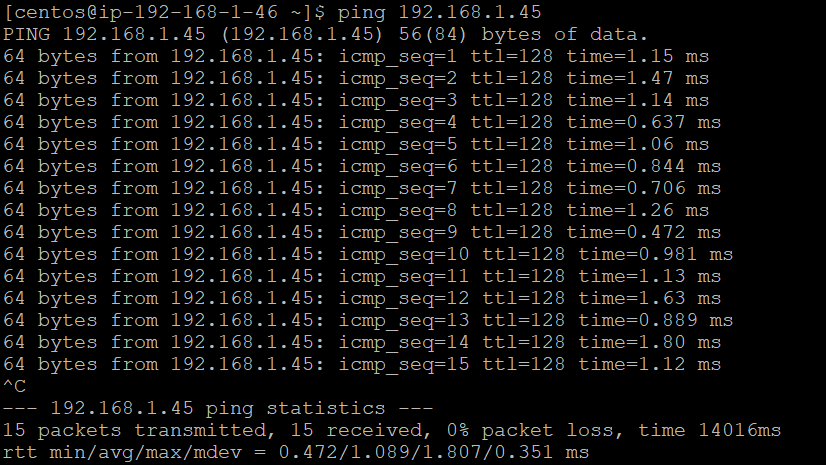 [centos@ip-192-168-1-46 ~]$ ping 192.168.1.45
PING 192.168.1.45 (192.168.1.45) 56(84) bytes of data.
64 bytes from 192.168.1.45: icmp_seq=1 ttl=128 time=1.15 ms
64 bytes from 192.168.1.45: icmp_seq=2 ttl=128 time=1.47 ms
64 bytes from 192.168.1.45: icmp_seq=3 ttl=128 time=1.14 ms
64 bytes from 192.168.1.45: icmp_seq=4 ttl=128 time=0.637 ms
64 bytes from 192.168.1.45: icmp_seq=5 ttl=128 time=1.06 ms
64 bytes from 192.168.1.45: icmp_seq=6 ttl=128 time=0.844 ms
64 bytes from 192.168.1.45: icmp_seq=7 ttl=128 time=0.706 ms
64 bytes from 192.168.1.45: icmp_seq=8 ttl=128 time=1.26 ms
64 bytes from 192.168.1.45: icmp_seq=9 ttl=128 time=0.472 ms
64 bytes from 192.168.1.45: icmp_seq=10 ttl=128 time=0.981 ms
64 bytes from 192.168.1.45: icmp_seq=11 ttl=128 time=1.13 ms
64 bytes from 192.168.1.45: icmp_seq=12 ttl=128 time=1.63 ms
64 bytes from 192.168.1.45: icmp_seq=13 ttl=128 time=0.889 ms
64 bytes from 192.168.1.45: icmp_seq=14 ttl=128 time=1.80 ms
64 bytes from 192.168.1.45: icmp_seq=15 ttl=128 time=1.12 ms
^C
--- 192.168.1.45 ping statistics ---
15 packets transmitted, 15 received, 0% packet loss, time 14016ms
rtt min/avg/max/mdev = 0.472/1.089/1.807/0.351 ms